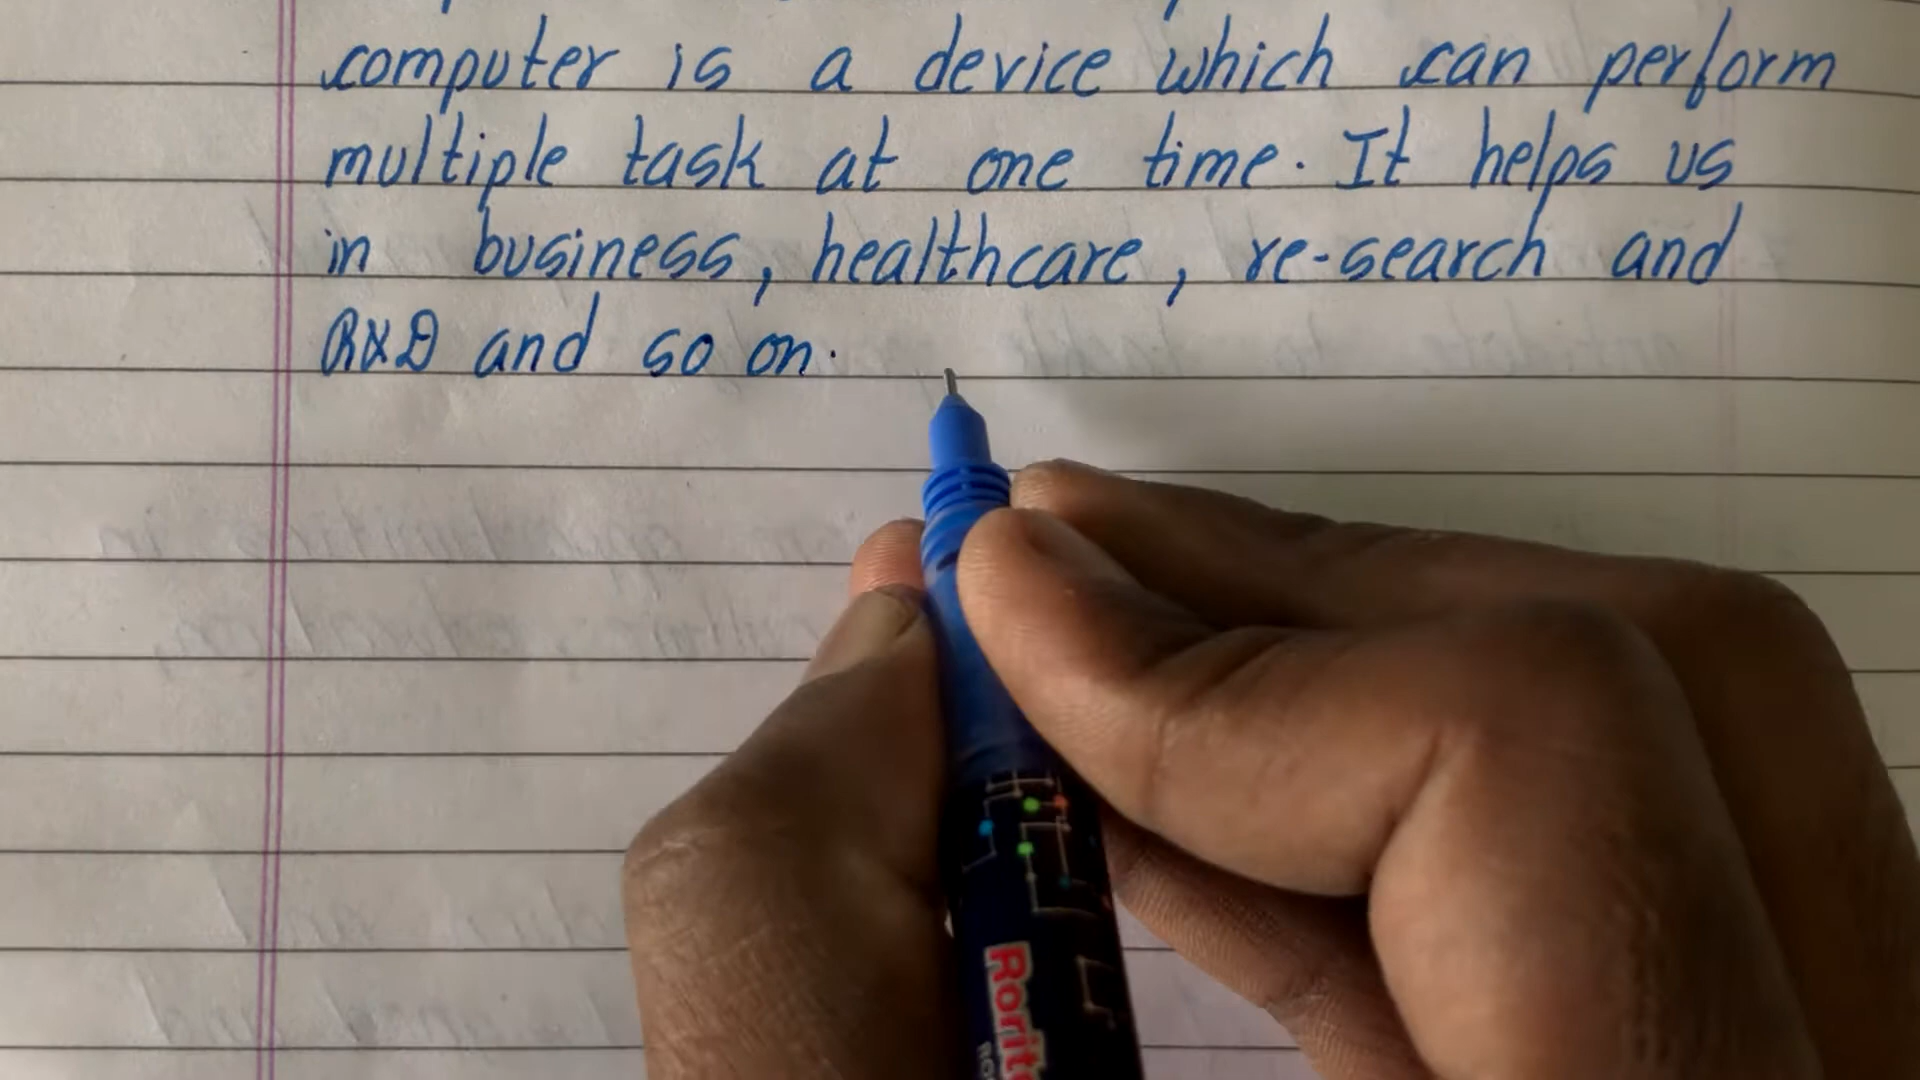 computer is a device which can perform
multiple task at one time. It helps us
in business, healthcare, re-search and
R&D and so on.
Rorito